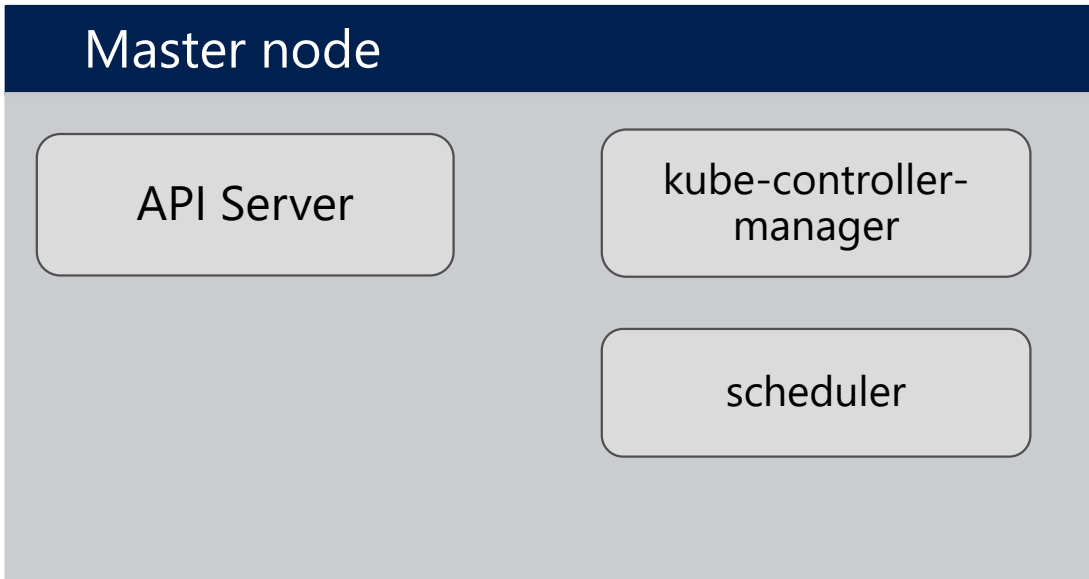 Master node
API Server
kube-controller-
manager
scheduler